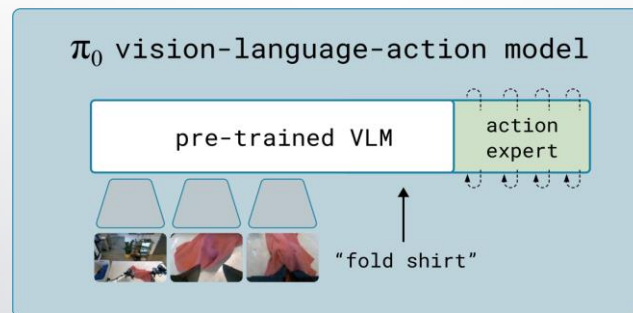 π₀ vision-language-action model
pre-trained VLM
action
expert
“fold shirt”